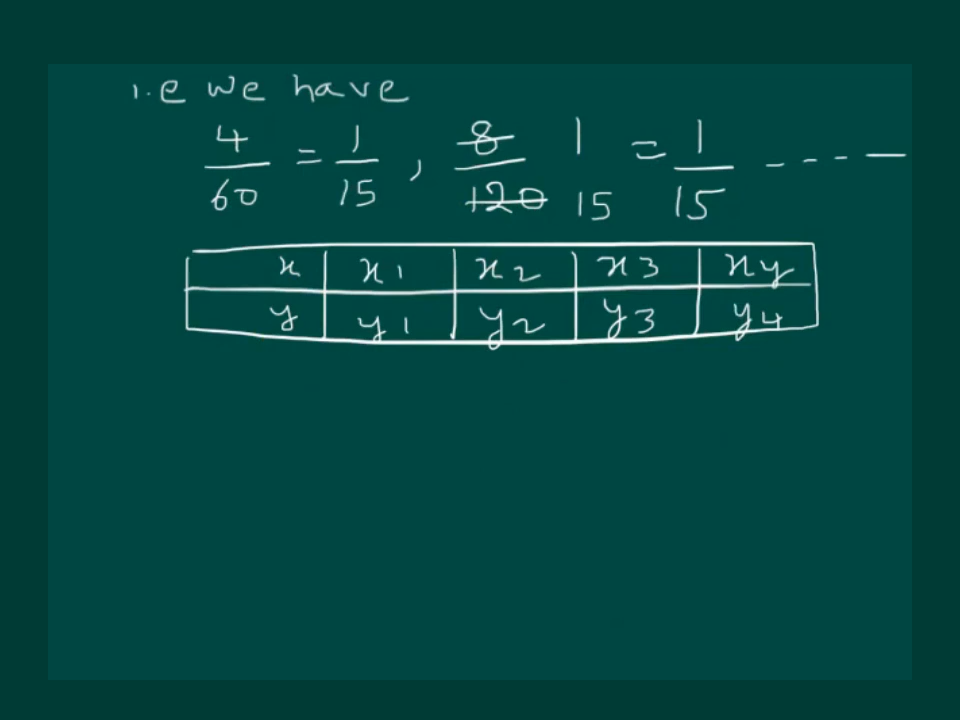 i.e we have
4/60 = 1/15 , 8/120 1/15 = 1/15 - - - -
x x1 x2 x3 xy
y y1 y2 y3 y4